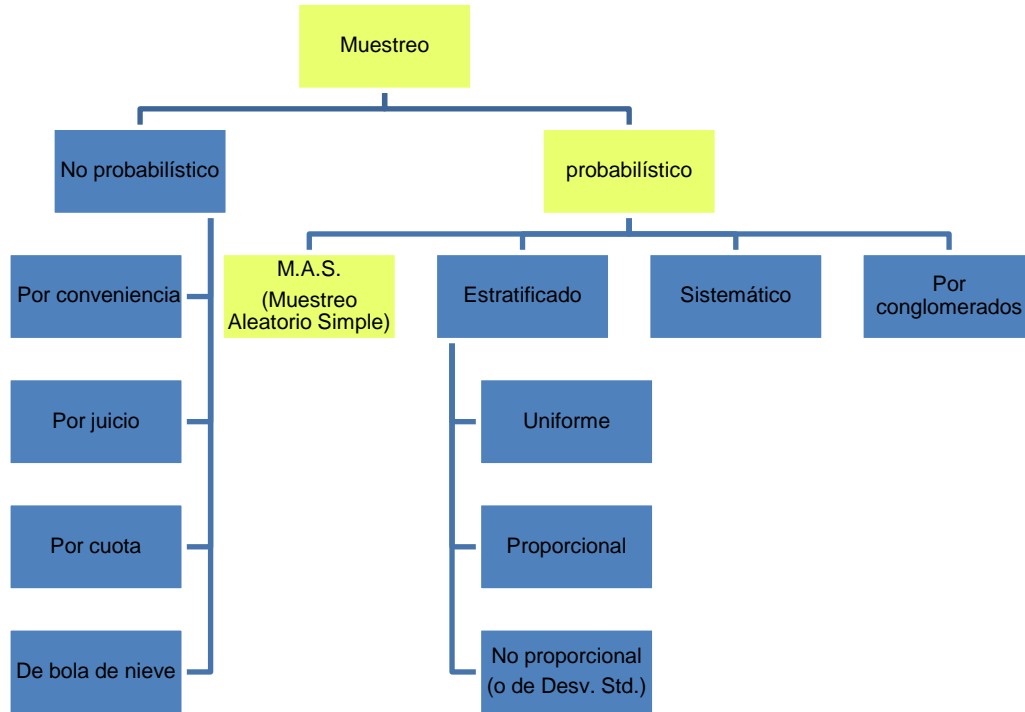 Muestreo
No probabilístico
probabilístico
Por conveniencia
M.A.S.
(Muestreo
Aleatorio Simple)
Estratificado
Sistemático
Por
conglomerados
Por juicio
Uniforme
Por cuota
Proporcional
De bola de nieve
No proporcional
(o de Desv. Std.)